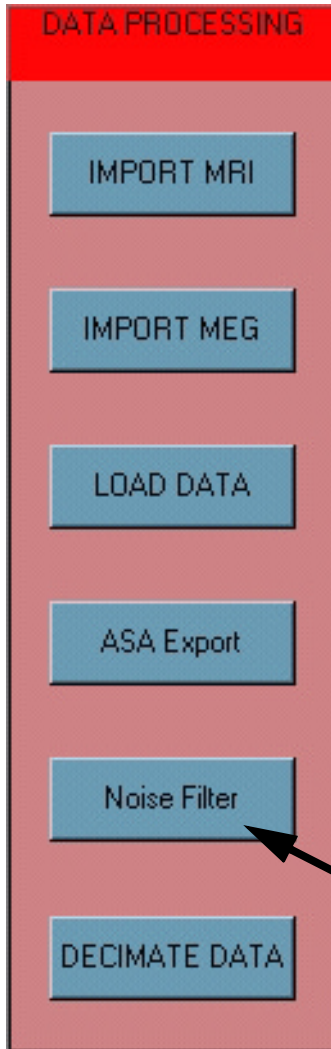 DATA PROCESSING
IMPORT MRI
IMPORT MEG
LOAD DATA
ASA Export
Noise Filter
DECIMATE DATA